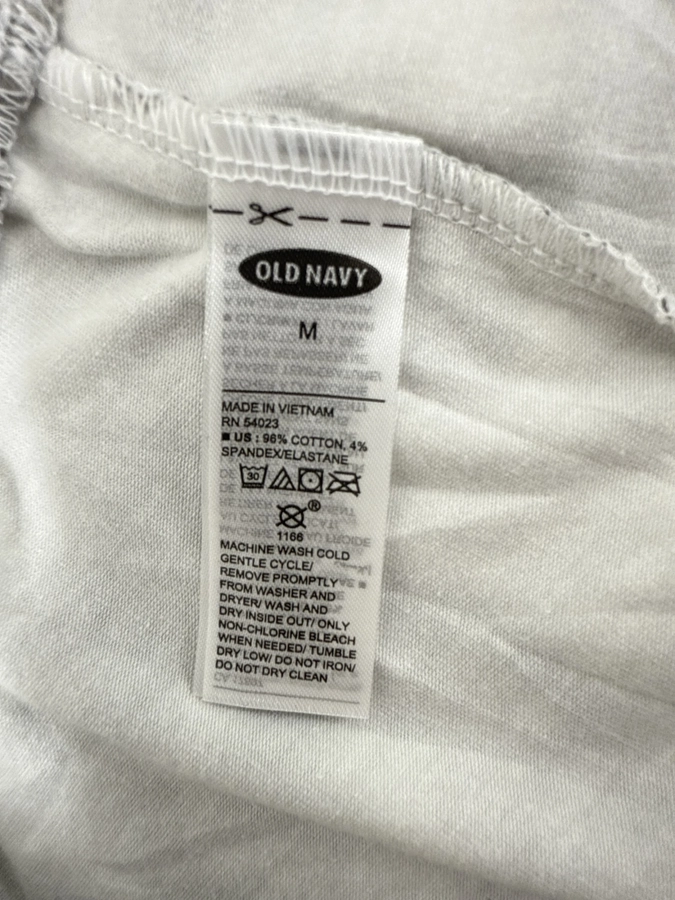 OLD NAVY
M
MADE IN VIETNAM
RN 54023
■ US : 96% COTTON, 4%
SPANDEX/ELASTANE
30
®
1166
MACHINE WASH COLD
GENTLE CYCLE/
REMOVE PROMPTLY
FROM WASHER AND
DRYER/ WASH AND
DRY INSIDE OUT/ ONLY
NON-CHLORINE BLEACH
WHEN NEEDED/ TUMBLE
DRY LOW/ DO NOT IRON/
DO NOT DRY CLEAN